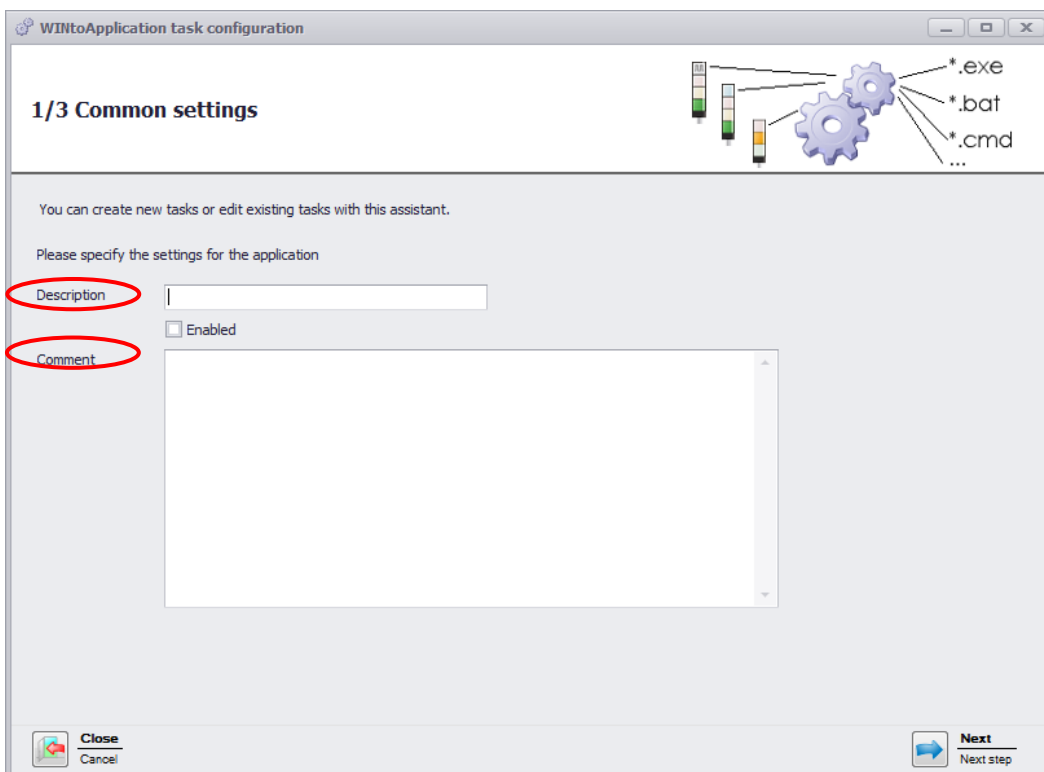 WINtoApplication task configuration
1/3 Common settings
*.exe
*.bat
*.cmd
...
You can create new tasks or edit existing tasks with this assistant.
Please specify the settings for the application
Description
Enabled
Comment
Close
Cancel
Next
Next step